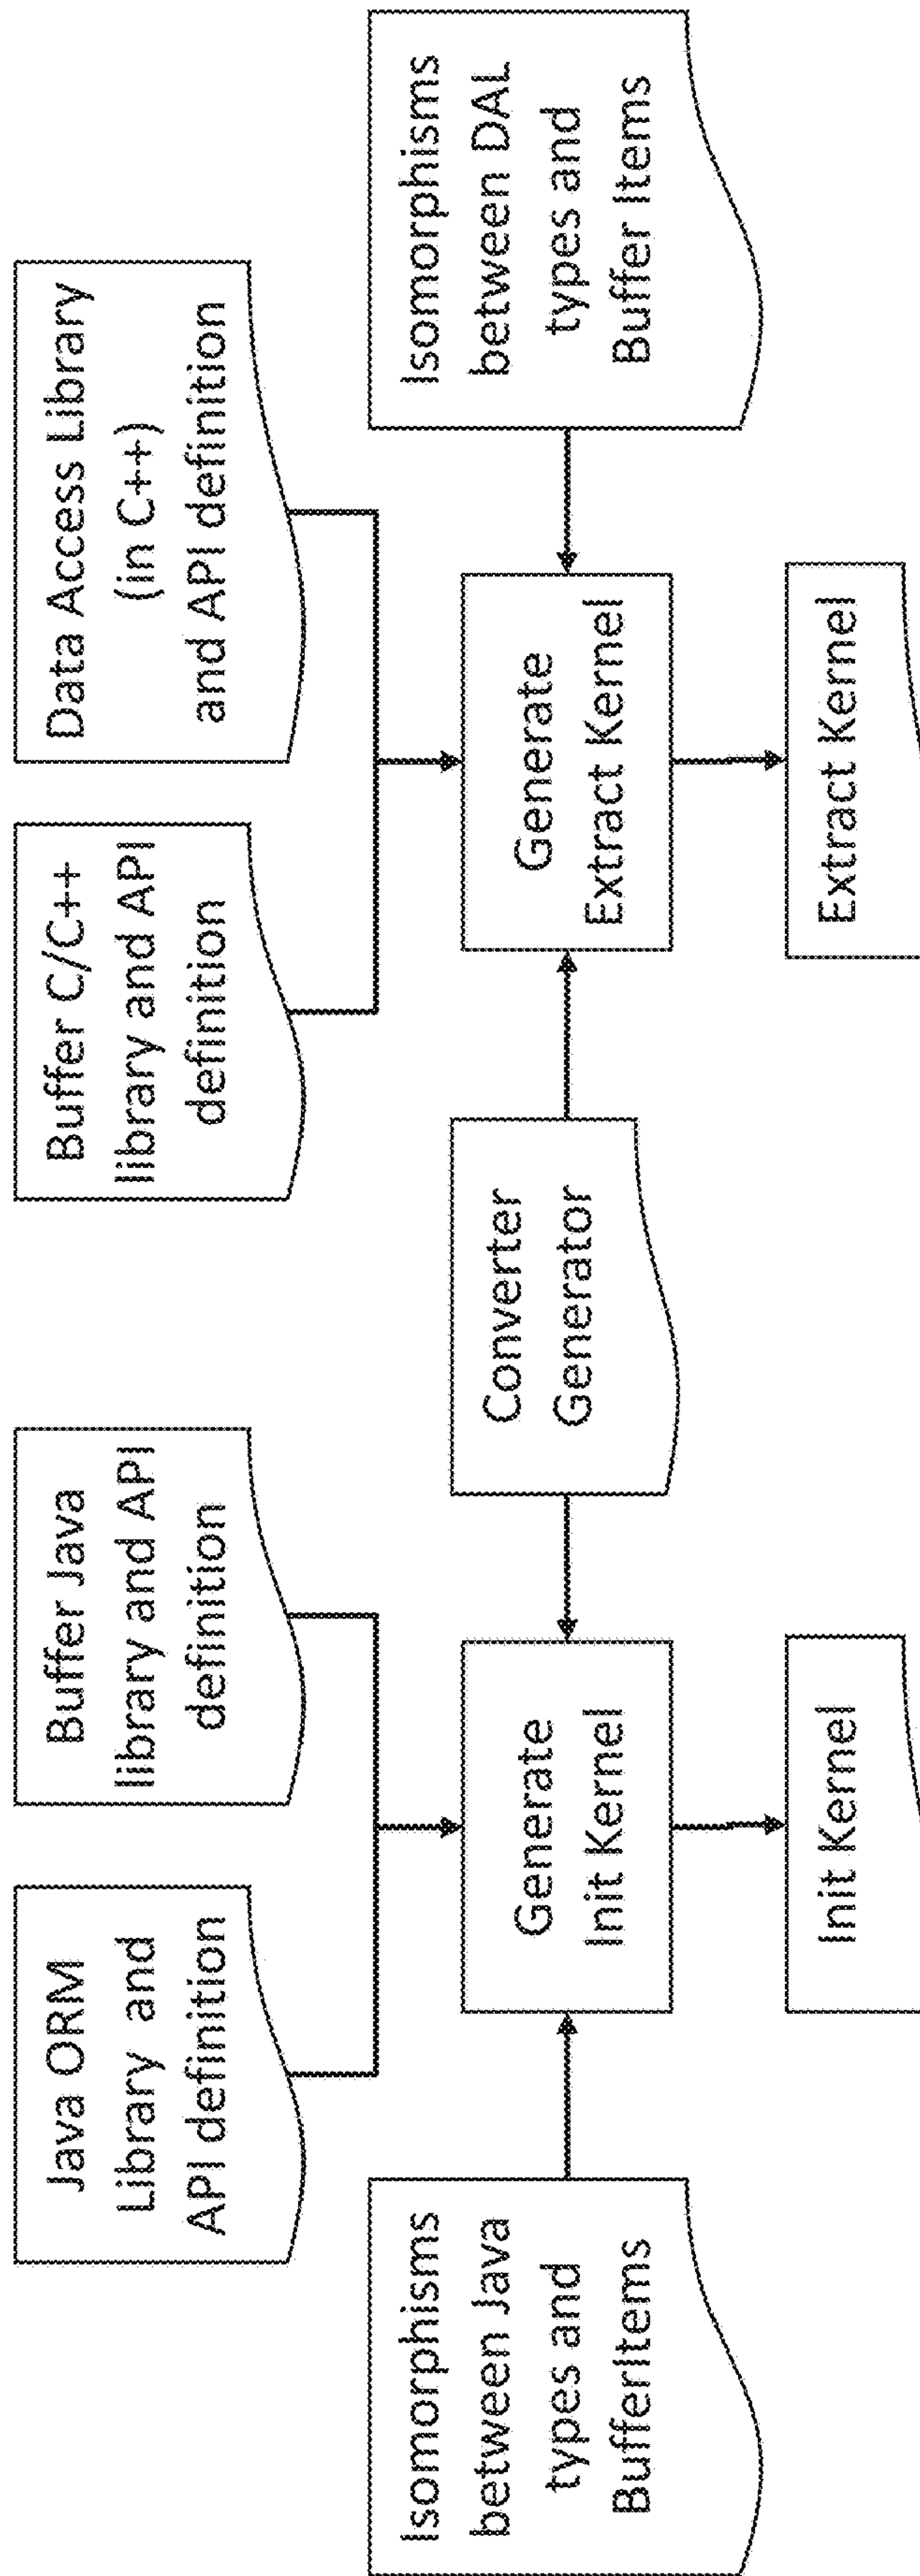 Java ORM
Library and
API definition
Buffer Java
library and API
definition
Buffer C/C++
library and API
definition
Data Access Library
(in C++)
and API definition
Isomorphisms
between Java
types and
BufferItems
Generate
Init Kernel
Converter
Generator
Generate
Extract Kernel
Isomorphisms
between DAL
types and
Buffer Items
Init Kernel
Extract Kernel